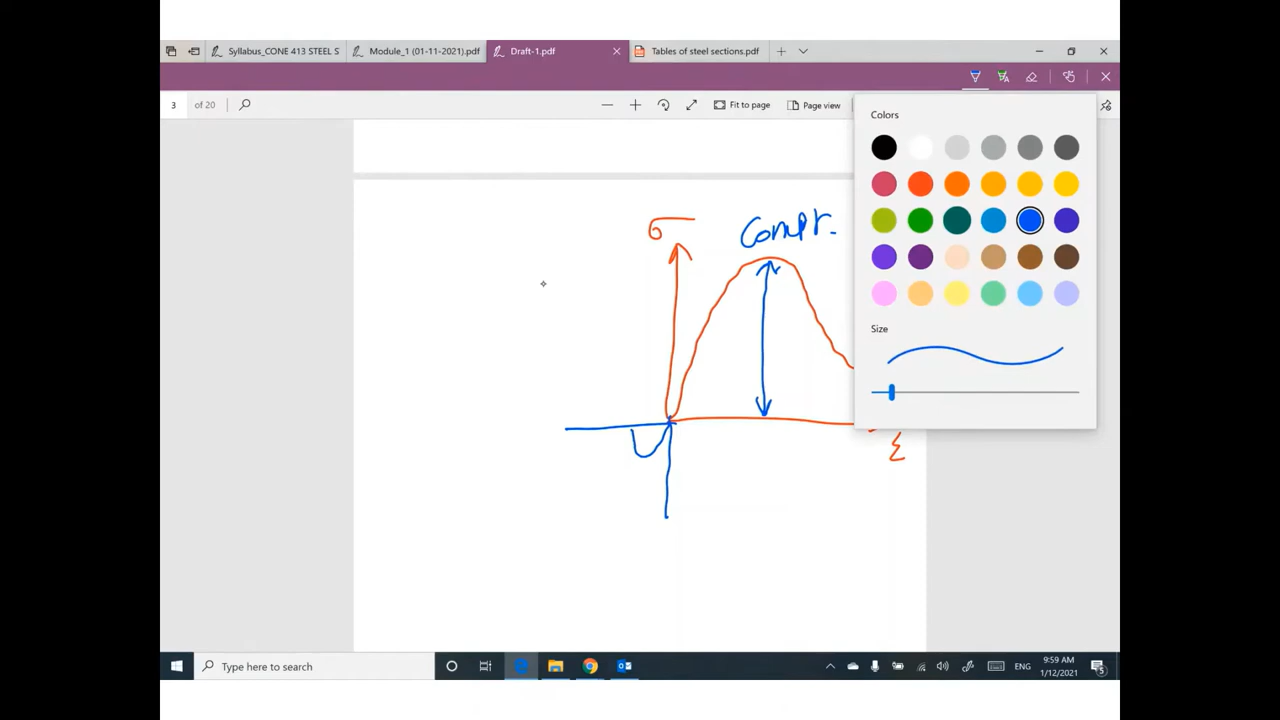 Syllabus_CONE 413 STEEL S
Module_1 (01-11-2021).pdf
Draft-1.pdf
Tables of steel sections.pdf
3 of 20
Fit to page
Page view
Colors
Size
σ
Compr.
ε
Type here to search
ENG
9:59 AM
1/12/2021
5